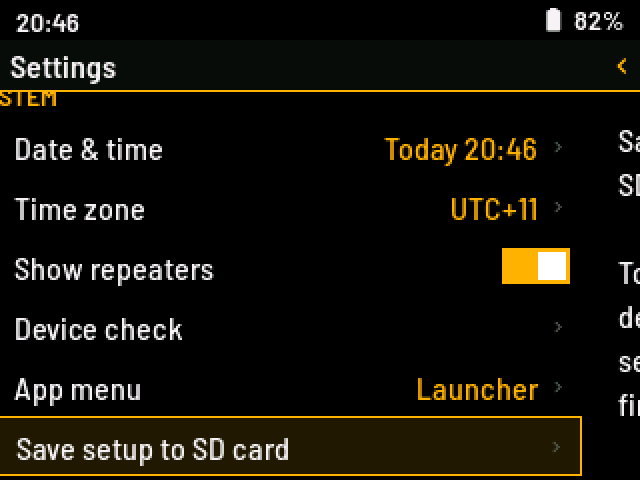 20:46 82%
Settings
STEM
Date & time Today 20:46
Time zone UTC+11
Show repeaters
Device check
App menu Launcher
Save setup to SD card